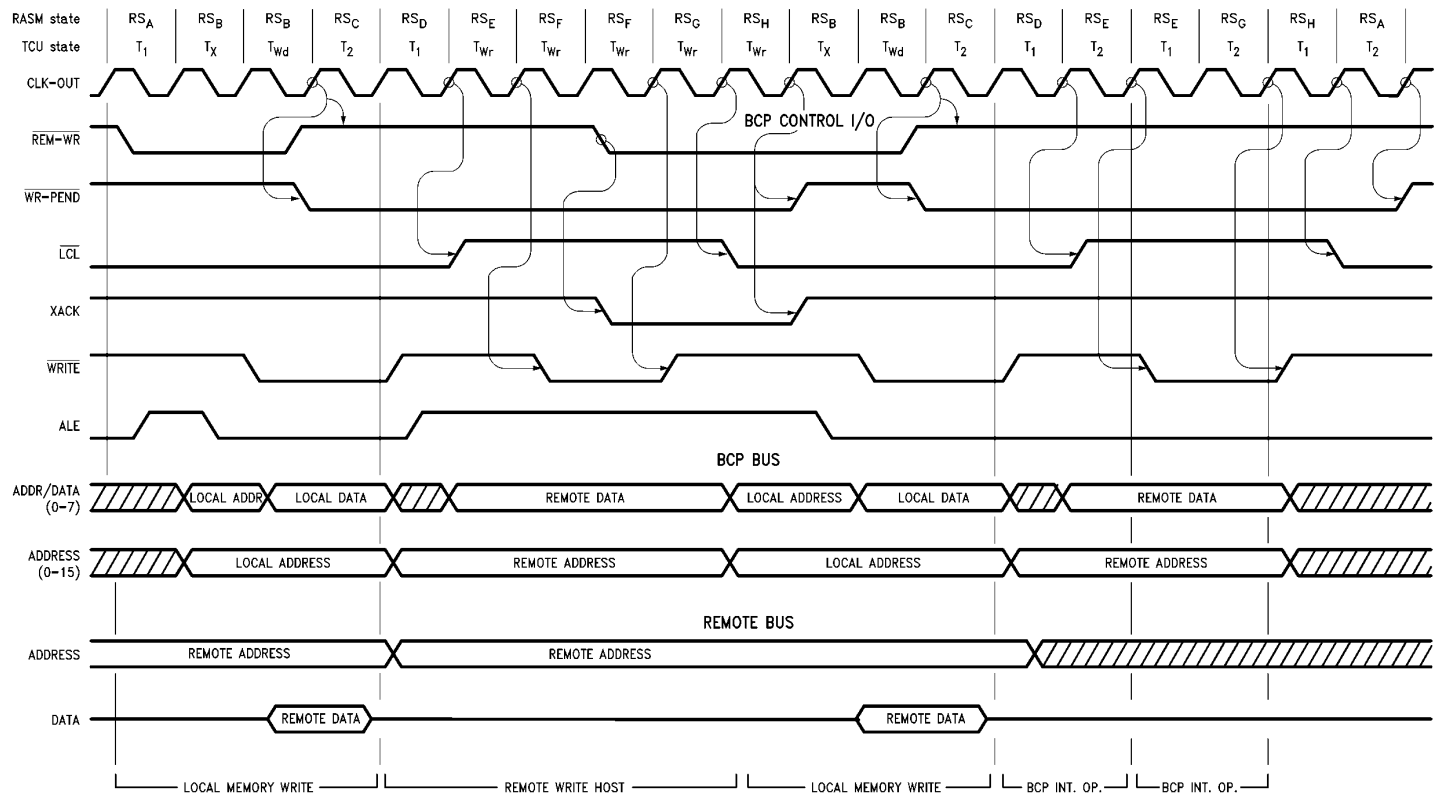 RASM state RSA RSB RSB RSC RSD RSE RSF RSF RSG RSH RSB RSB RSC RSD RSE RSE RSG RSH RSA
TCU state T1 TX TWd T2 T1 TWr TWr TWr TWr TWr TX TWd T2 T1 T2 T1 T2 T1 T2
CLK-OUT
BCP CONTROL I/O
REM-WR
WR-PEND
LCL
XACK
WRITE
ALE
BCP BUS
ADDR/DATA
(0-7)
LOCAL ADDR LOCAL DATA REMOTE DATA LOCAL ADDRESS LOCAL DATA REMOTE DATA
ADDRESS
(0-15)
LOCAL ADDRESS REMOTE ADDRESS LOCAL ADDRESS REMOTE ADDRESS
REMOTE BUS
ADDRESS REMOTE ADDRESS REMOTE ADDRESS
DATA REMOTE DATA REMOTE DATA
LOCAL MEMORY WRITE REMOTE WRITE HOST LOCAL MEMORY WRITE BCP INT. OP. BCP INT. OP.